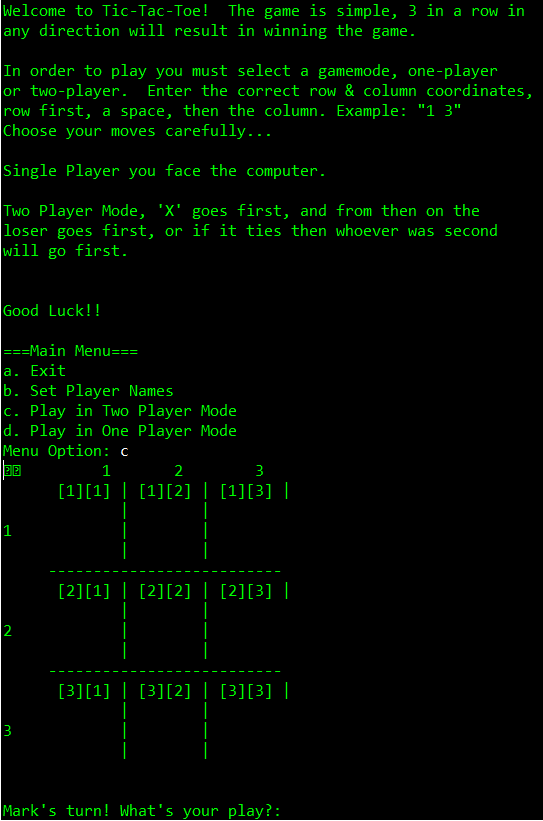 Welcome to Tic-Tac-Toe!  The game is simple, 3 in a row in
any direction will result in winning the game.
In order to play you must select a gamemode, one-player
or two-player.  Enter the correct row & column coordinates,
row first, a space, then the column. Example: "1 3"
Choose your moves carefully...
Single Player you face the computer.
Two Player Mode, 'X' goes first, and from then on the
loser goes first, or if it ties then whoever was second
will go first.
Good Luck!!
===Main Menu===
a. Exit
b. Set Player Names
c. Play in Two Player Mode
d. Play in One Player Mode
Menu Option: c
           1       2        3
      [1][1] | [1][2] | [1][3] |
             |        |
1            |        |
             |        |
     --------------------------
      [2][1] | [2][2] | [2][3] |
             |        |
2            |        |
             |        |
     --------------------------
      [3][1] | [3][2] | [3][3] |
             |        |
3            |        |
             |        |
Mark's turn! What's your play?: